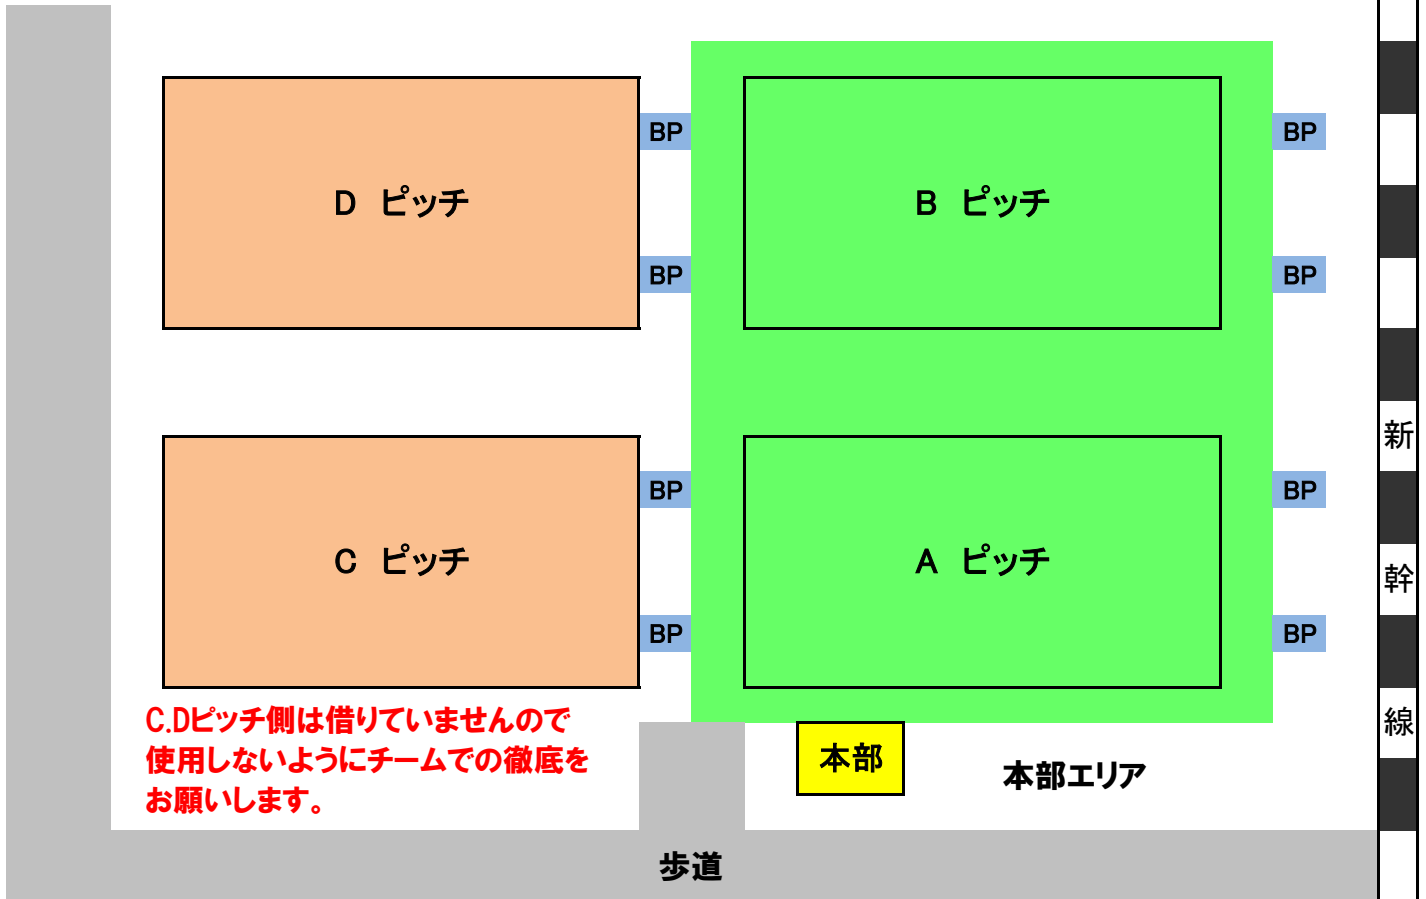 BP
BP
D ピッチ
B ピッチ
BP
BP
新
BP
BP
C ピッチ
A ピッチ
幹
BP
BP
線
C.Dピッチ側は借りていませんので
使用しないようにチームでの徹底を
お願いします。
本部
本部エリア
歩道